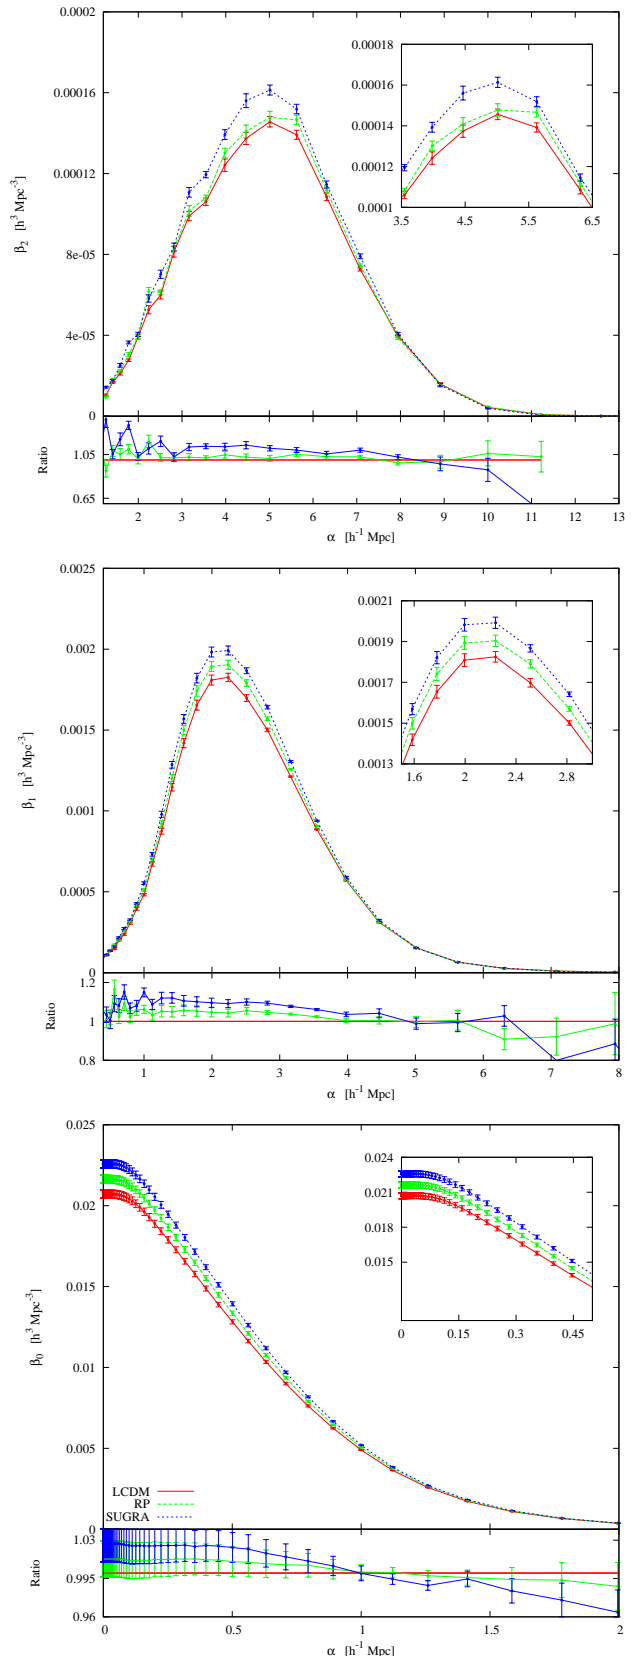 0.0002
0.00018
0.00016
0.00016
0.00014
0.00012
0.00012
0.0001
3.5 4.5 5.5 6.5
β2 [h³ Mpc⁻³]
8e-05
4e-05
0
Ratio
1.05
0.65
2 3 4 5 6 7 8 9 10 11 12 13
α [h⁻¹ Mpc]
0.0025
0.0021
0.0019
0.0017
0.0015
0.0013
1.6 2 2.4 2.8
0.002
0.0015
β1 [h³ Mpc⁻³]
0.001
0.0005
0
Ratio
1.2
1
0.8
1 2 3 4 5 6 7 8
α [h⁻¹ Mpc]
0.025
0.024
0.021
0.018
0.015
0 0.15 0.3 0.45
0.02
0.015
β0 [h³ Mpc⁻³]
0.01
0.005
LCDM
RP
SUGRA
0
Ratio
1.03
0.995
0.96
0 0.5 1 1.5 2
α [h⁻¹ Mpc]